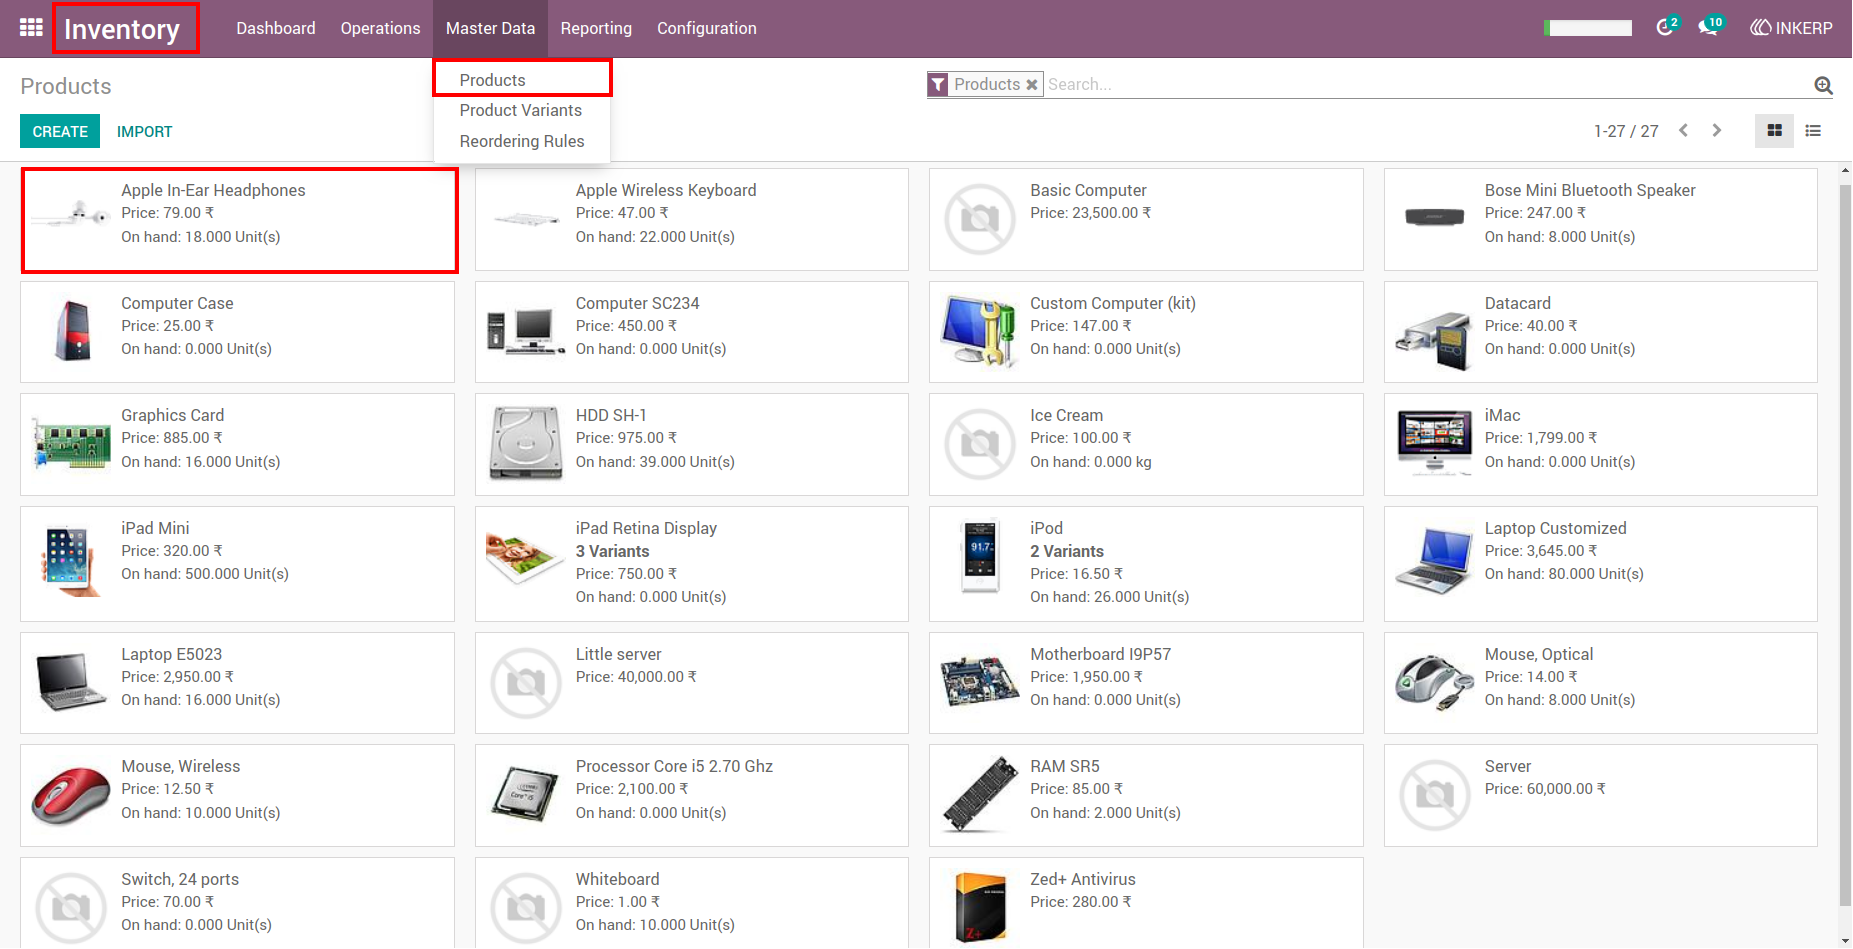 Inventory
Dashboard
Operations
Master Data
Reporting
Configuration
2
10
INKERP
Products
Products
Product Variants
Reordering Rules
Products
Search...
CREATE
IMPORT
1-27 / 27
Apple In-Ear Headphones
Price: 79.00 ₹
On hand: 18.000 Unit(s)
Apple Wireless Keyboard
Price: 47.00 ₹
On hand: 22.000 Unit(s)
Basic Computer
Price: 23,500.00 ₹
Bose Mini Bluetooth Speaker
Price: 247.00 ₹
On hand: 8.000 Unit(s)
Computer Case
Price: 25.00 ₹
On hand: 0.000 Unit(s)
Computer SC234
Price: 450.00 ₹
On hand: 0.000 Unit(s)
Custom Computer (kit)
Price: 147.00 ₹
On hand: 0.000 Unit(s)
Datacard
Price: 40.00 ₹
On hand: 0.000 Unit(s)
Graphics Card
Price: 885.00 ₹
On hand: 16.000 Unit(s)
HDD SH-1
Price: 975.00 ₹
On hand: 39.000 Unit(s)
Ice Cream
Price: 100.00 ₹
On hand: 0.000 kg
iMac
Price: 1,799.00 ₹
On hand: 0.000 Unit(s)
iPad Mini
Price: 320.00 ₹
On hand: 500.000 Unit(s)
iPad Retina Display
3 Variants
Price: 750.00 ₹
On hand: 0.000 Unit(s)
91.7
iPod
2 Variants
Price: 16.50 ₹
On hand: 26.000 Unit(s)
Laptop Customized
Price: 3,645.00 ₹
On hand: 80.000 Unit(s)
Laptop E5023
Price: 2,950.00 ₹
On hand: 16.000 Unit(s)
Little server
Price: 40,000.00 ₹
Motherboard I9P57
Price: 1,950.00 ₹
On hand: 0.000 Unit(s)
Mouse, Optical
Price: 14.00 ₹
On hand: 8.000 Unit(s)
Mouse, Wireless
Price: 12.50 ₹
On hand: 10.000 Unit(s)
Core i5
Processor Core i5 2.70 Ghz
Price: 2,100.00 ₹
On hand: 0.000 Unit(s)
RAM SR5
Price: 85.00 ₹
On hand: 2.000 Unit(s)
Server
Price: 60,000.00 ₹
Switch, 24 ports
Price: 70.00 ₹
On hand: 0.000 Unit(s)
Whiteboard
Price: 1.00 ₹
On hand: 10.000 Unit(s)
Z+
Zed+ Antivirus
Price: 280.00 ₹